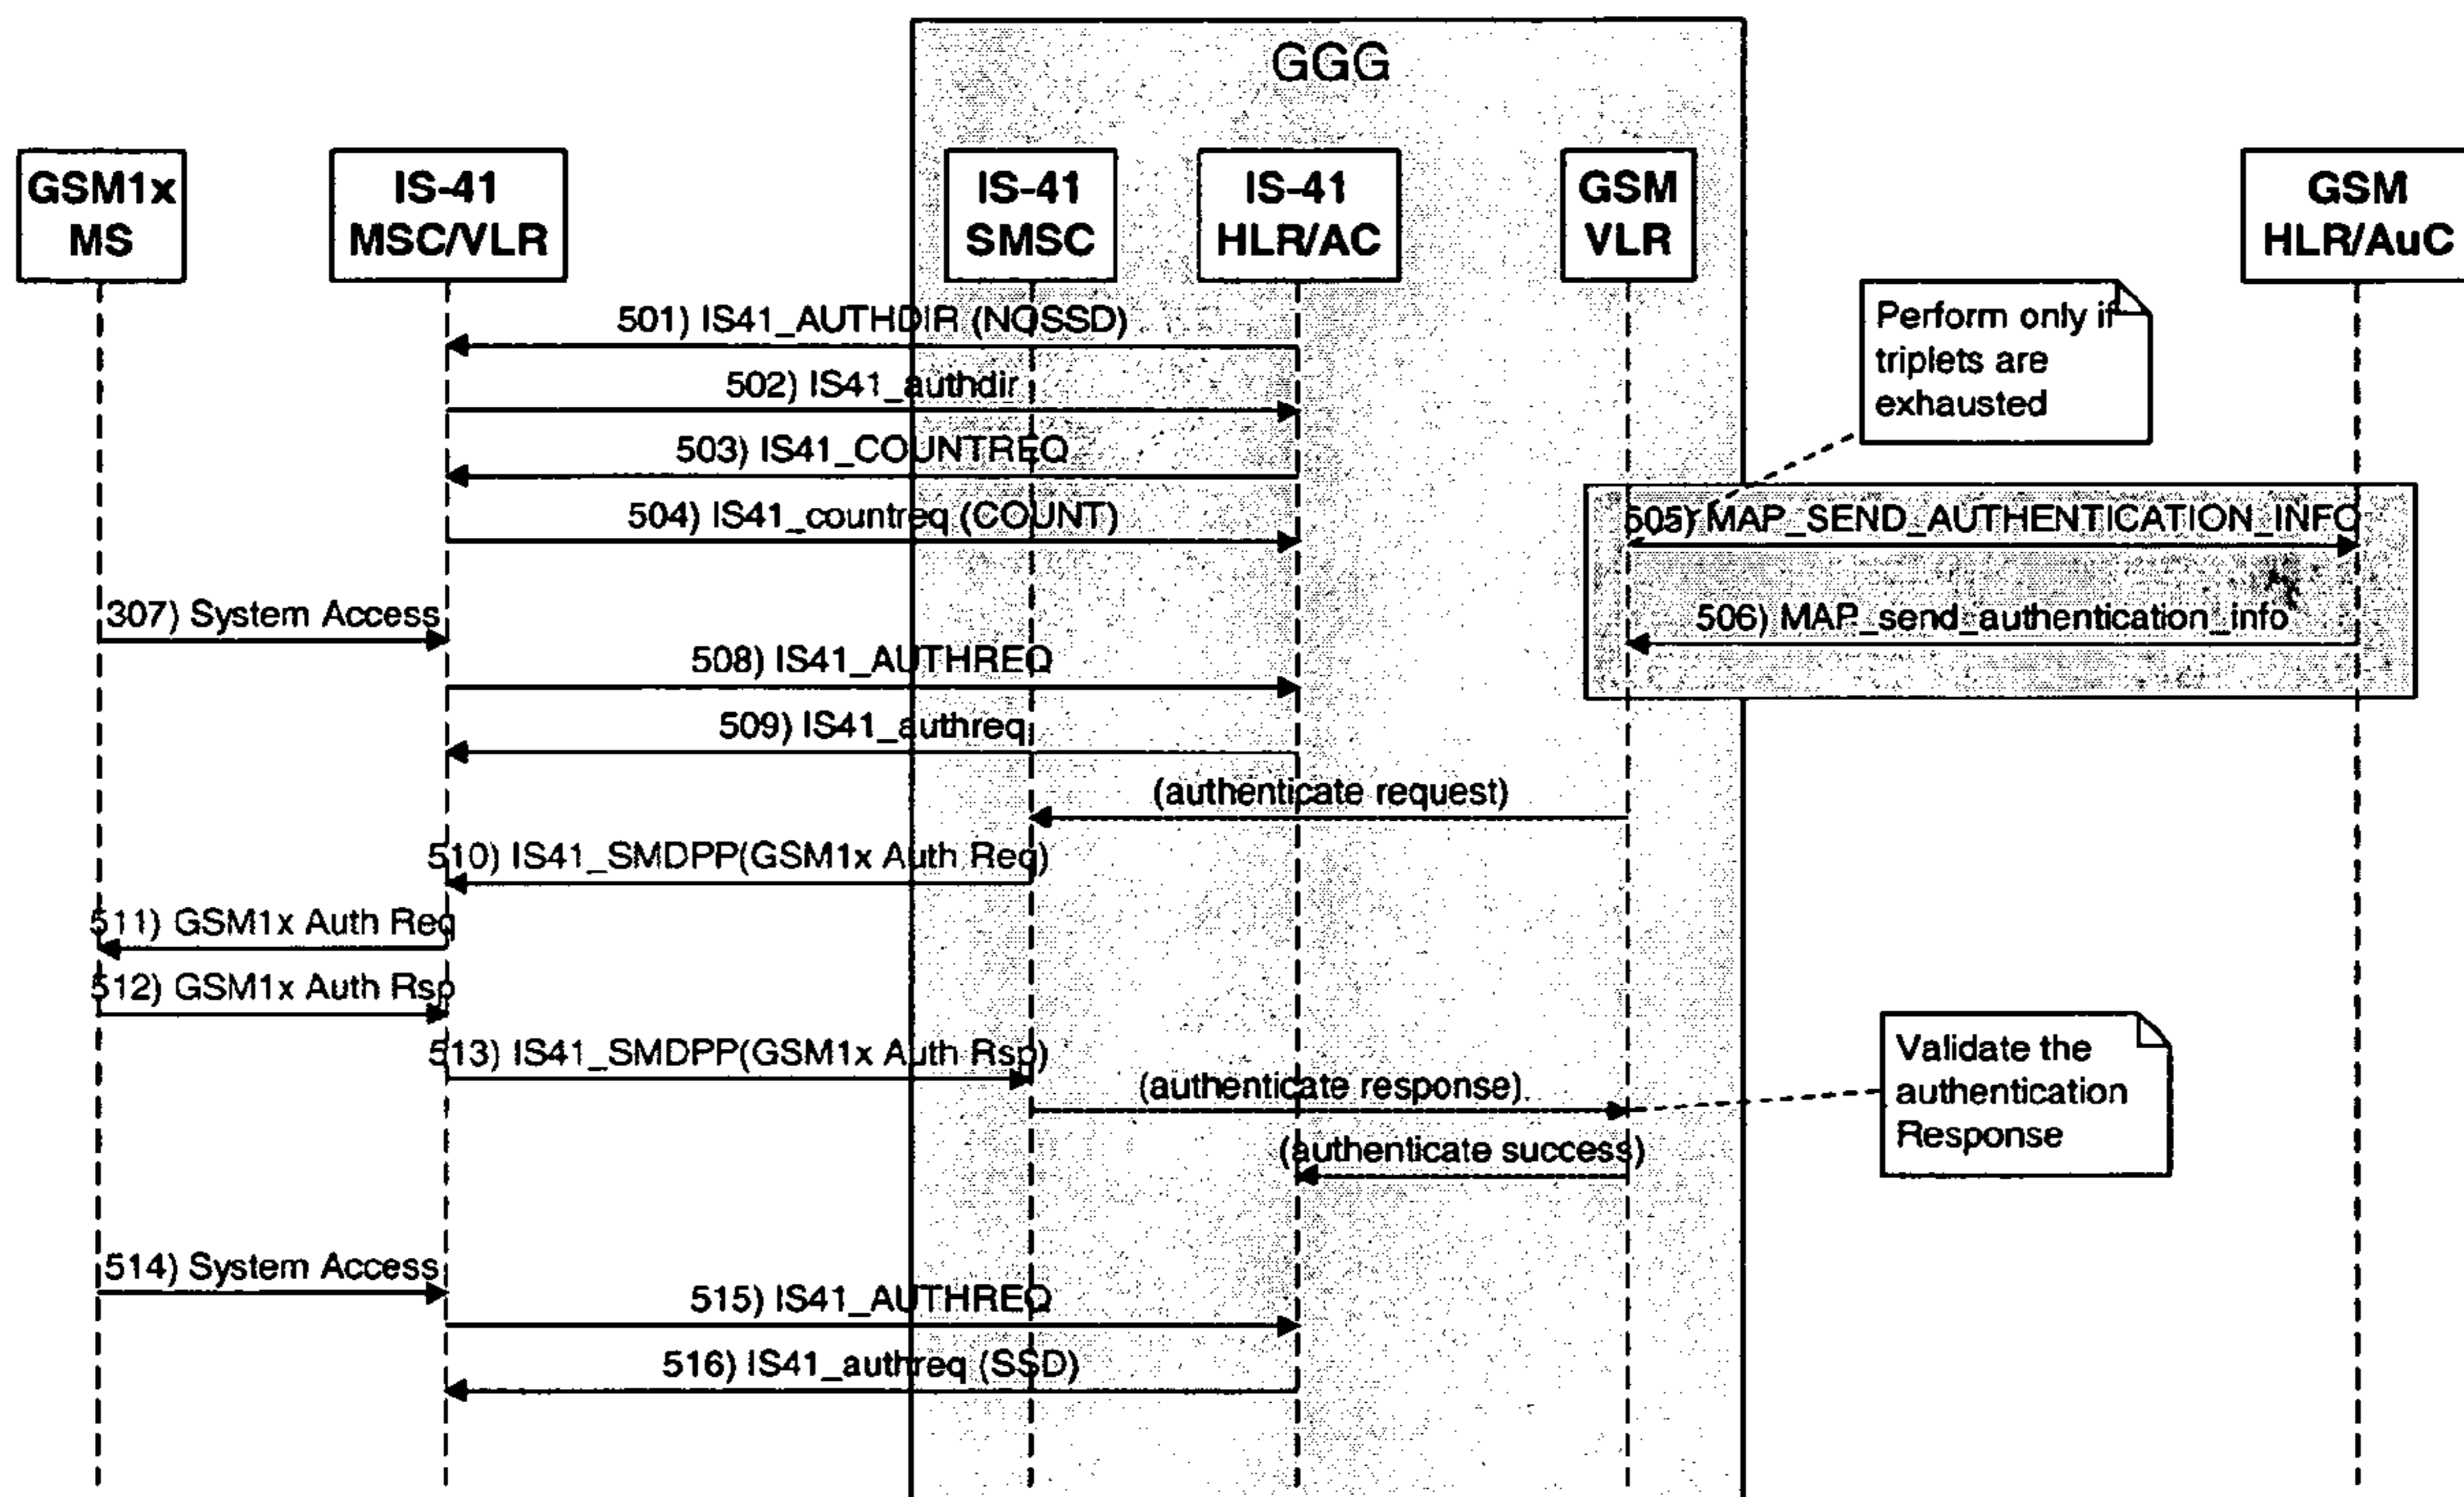 GGG
GSM1x
MS
IS-41
MSC/VLR
IS-41
SMSC
IS-41
HLR/AC
GSM
VLR
GSM
HLR/AuC
501) IS41_AUTHDIR (NOSSD)
Perform only if
triplets are
exhausted
502) IS41_authdir
503) IS41_COUNTREQ
504) IS41_countreq (COUNT)
505) MAP_SEND_AUTHENTICATION_INFO
307) System Access
506) MAP_send_authentication_info
508) IS41_AUTHREQ
509) IS41_authreq
(authenticate request)
510) IS41_SMDPP(GSM1x Auth Req)
511) GSM1x Auth Req
512) GSM1x Auth Rsp
513) IS41_SMDPP(GSM1x Auth Rsp)
(authenticate response)
Validate the
authentication
Response
(authenticate success)
514) System Access
515) IS41_AUTHREQ
516) IS41_authreq (SSD)